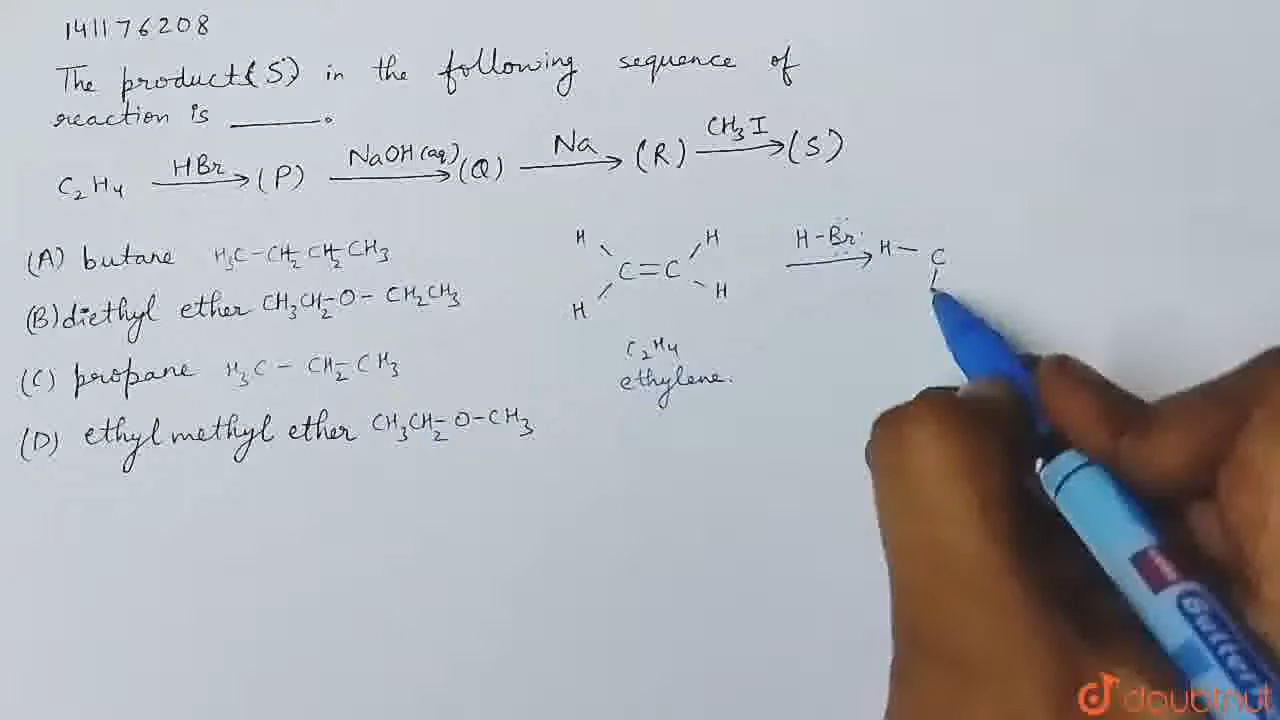 141176208
The product (S) in the following sequence of
reaction is ______.
C2H4 HBr (P) NaOH (aq) (Q) Na (R) CH3I (S)
(A) butane H3C-CH2-CH2-CH3
(B) diethyl ether CH3CH2-O-CH2CH3
(C) propane H3C-CH2-CH3
(D) ethyl methyl ether CH3CH2-O-CH3
H H
C=C
H H
H-Br H-C
C2H4
ethylene.
doubtnut